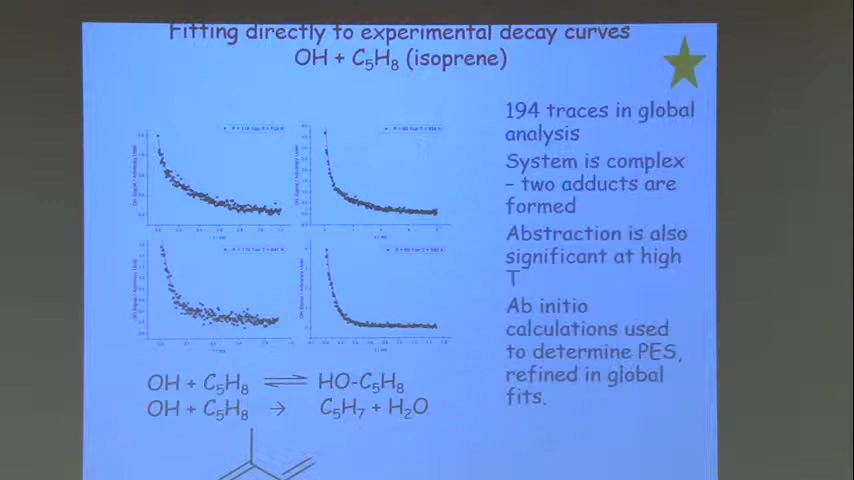 Fitting directly to experimental decay curves
OH + C₅H₈ (isoprene)
194 traces in global
analysis
System is complex
– two adducts are
formed
Abstraction is also
significant at high
T
Ab initio
calculations used
to determine PES,
refined in global
fits.
OH + C₅H₈ ⇌ HO-C₅H₈
OH + C₅H₈ → C₅H₇ + H₂O